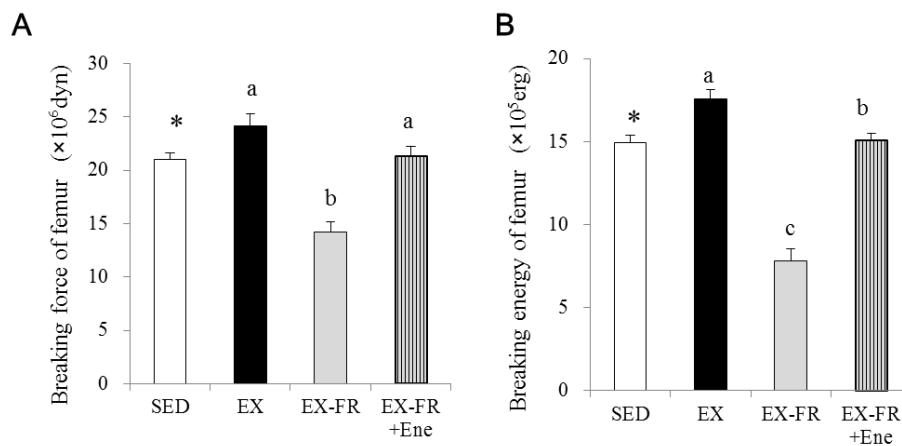 A
Breaking force of femur (×10⁶dyn)
30
25
20
15
10
5
0
*
a
b
a
SED
EX
EX-FR
EX-FR
+Ene
B
Breaking energy of femur (×10⁵erg)
20
15
10
5
0
*
a
c
b
SED
EX
EX-FR
EX-FR
+Ene